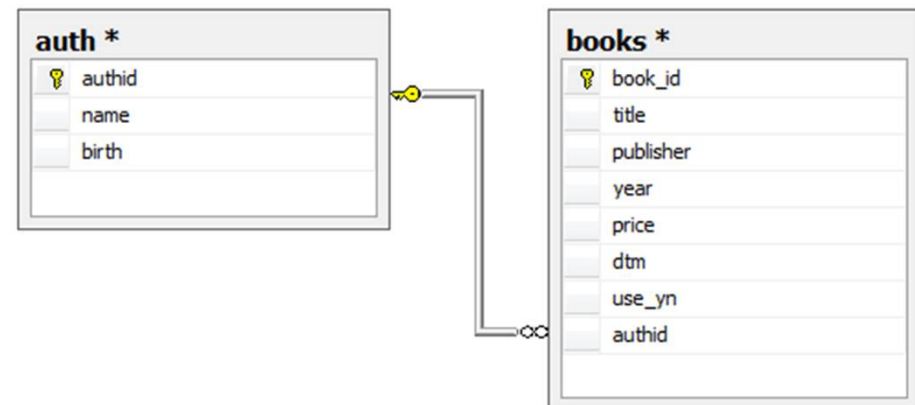 auth *
authid
name
birth
books *
book_id
title
publisher
year
price
dtm
use_yn
authid